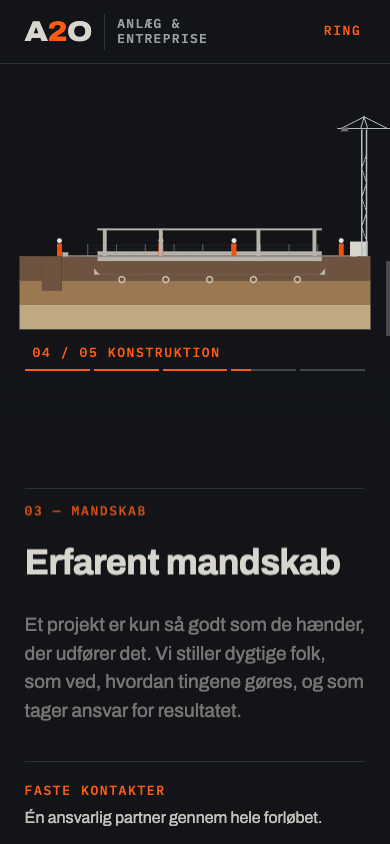 A2O
ANLÆG &
ENTREPRISE
RING
04 / 05 KONSTRUKTION
03 — MANDSKAB
Erfarent mandskab
Et projekt er kun så godt som de hænder,
der udfører det. Vi stiller dygtige folk,
som ved, hvordan tingene gøres, og som
tager ansvar for resultatet.
FASTE KONTAKTER
Én ansvarlig partner gennem hele forløbet.